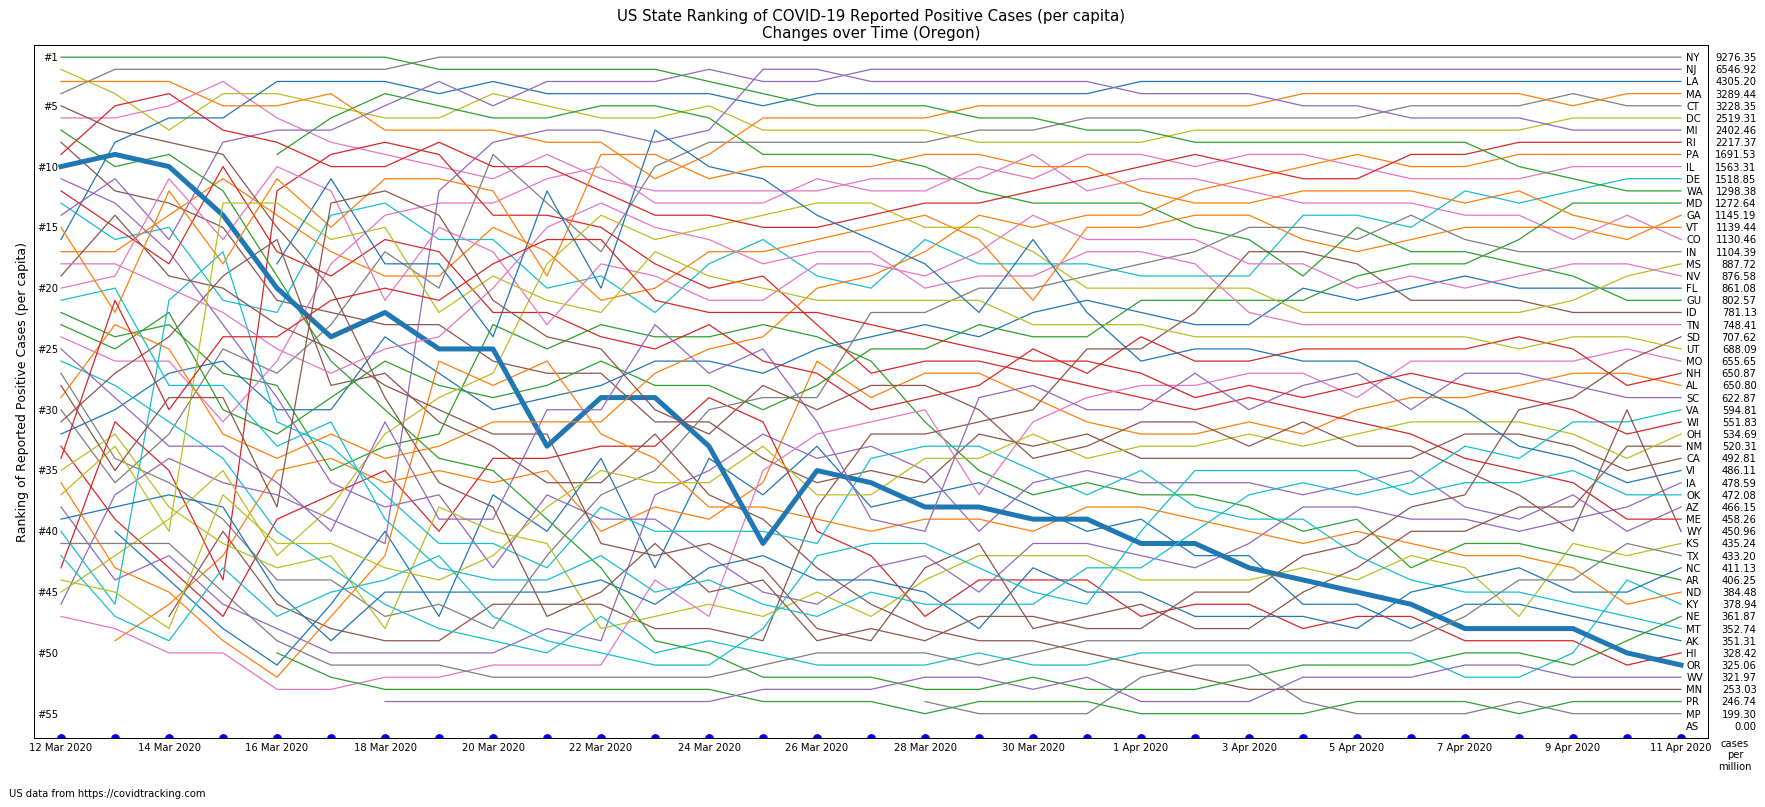 US State Ranking of COVID-19 Reported Positive Cases (per capita)
Changes over Time (Oregon)
Ranking of Reported Positive Cases (per capita)
#1
#5
#10
#15
#20
#25
#30
#35
#40
#45
#50
#55
NY 9276.35
NJ 6546.92
LA 4305.20
MA 3289.44
CT 3228.35
DC 2519.31
MI 2402.46
RI 2217.37
PA 1691.53
IL 1563.31
DE 1518.85
WA 1298.38
MD 1272.64
GA 1145.19
VT 1139.44
CO 1130.46
IN 1104.39
MS 887.72
NV 876.58
FL 861.08
GU 802.57
ID 781.13
TN 748.41
SD 707.62
UT 688.09
MO 655.65
NH 650.87
AL 650.80
SC 622.87
VA 594.81
WI 551.83
OH 534.69
NM 520.31
CA 492.81
VI 486.11
IA 478.59
OK 472.08
AZ 466.15
ME 458.26
WY 450.96
KS 435.24
TX 433.20
NC 411.13
AR 406.25
ND 384.48
KY 378.94
NE 361.87
MT 352.74
AK 351.31
HI 328.42
OR 325.06
WV 321.97
MN 253.03
PR 246.74
MP 199.30
AS 0.00
12 Mar 2020 14 Mar 2020 16 Mar 2020 18 Mar 2020 20 Mar 2020 22 Mar 2020 24 Mar 2020 26 Mar 2020 28 Mar 2020 30 Mar 2020 1 Apr 2020 3 Apr 2020 5 Apr 2020 7 Apr 2020 9 Apr 2020 11 Apr 2020
cases
per
million
US data from https://covidtracking.com